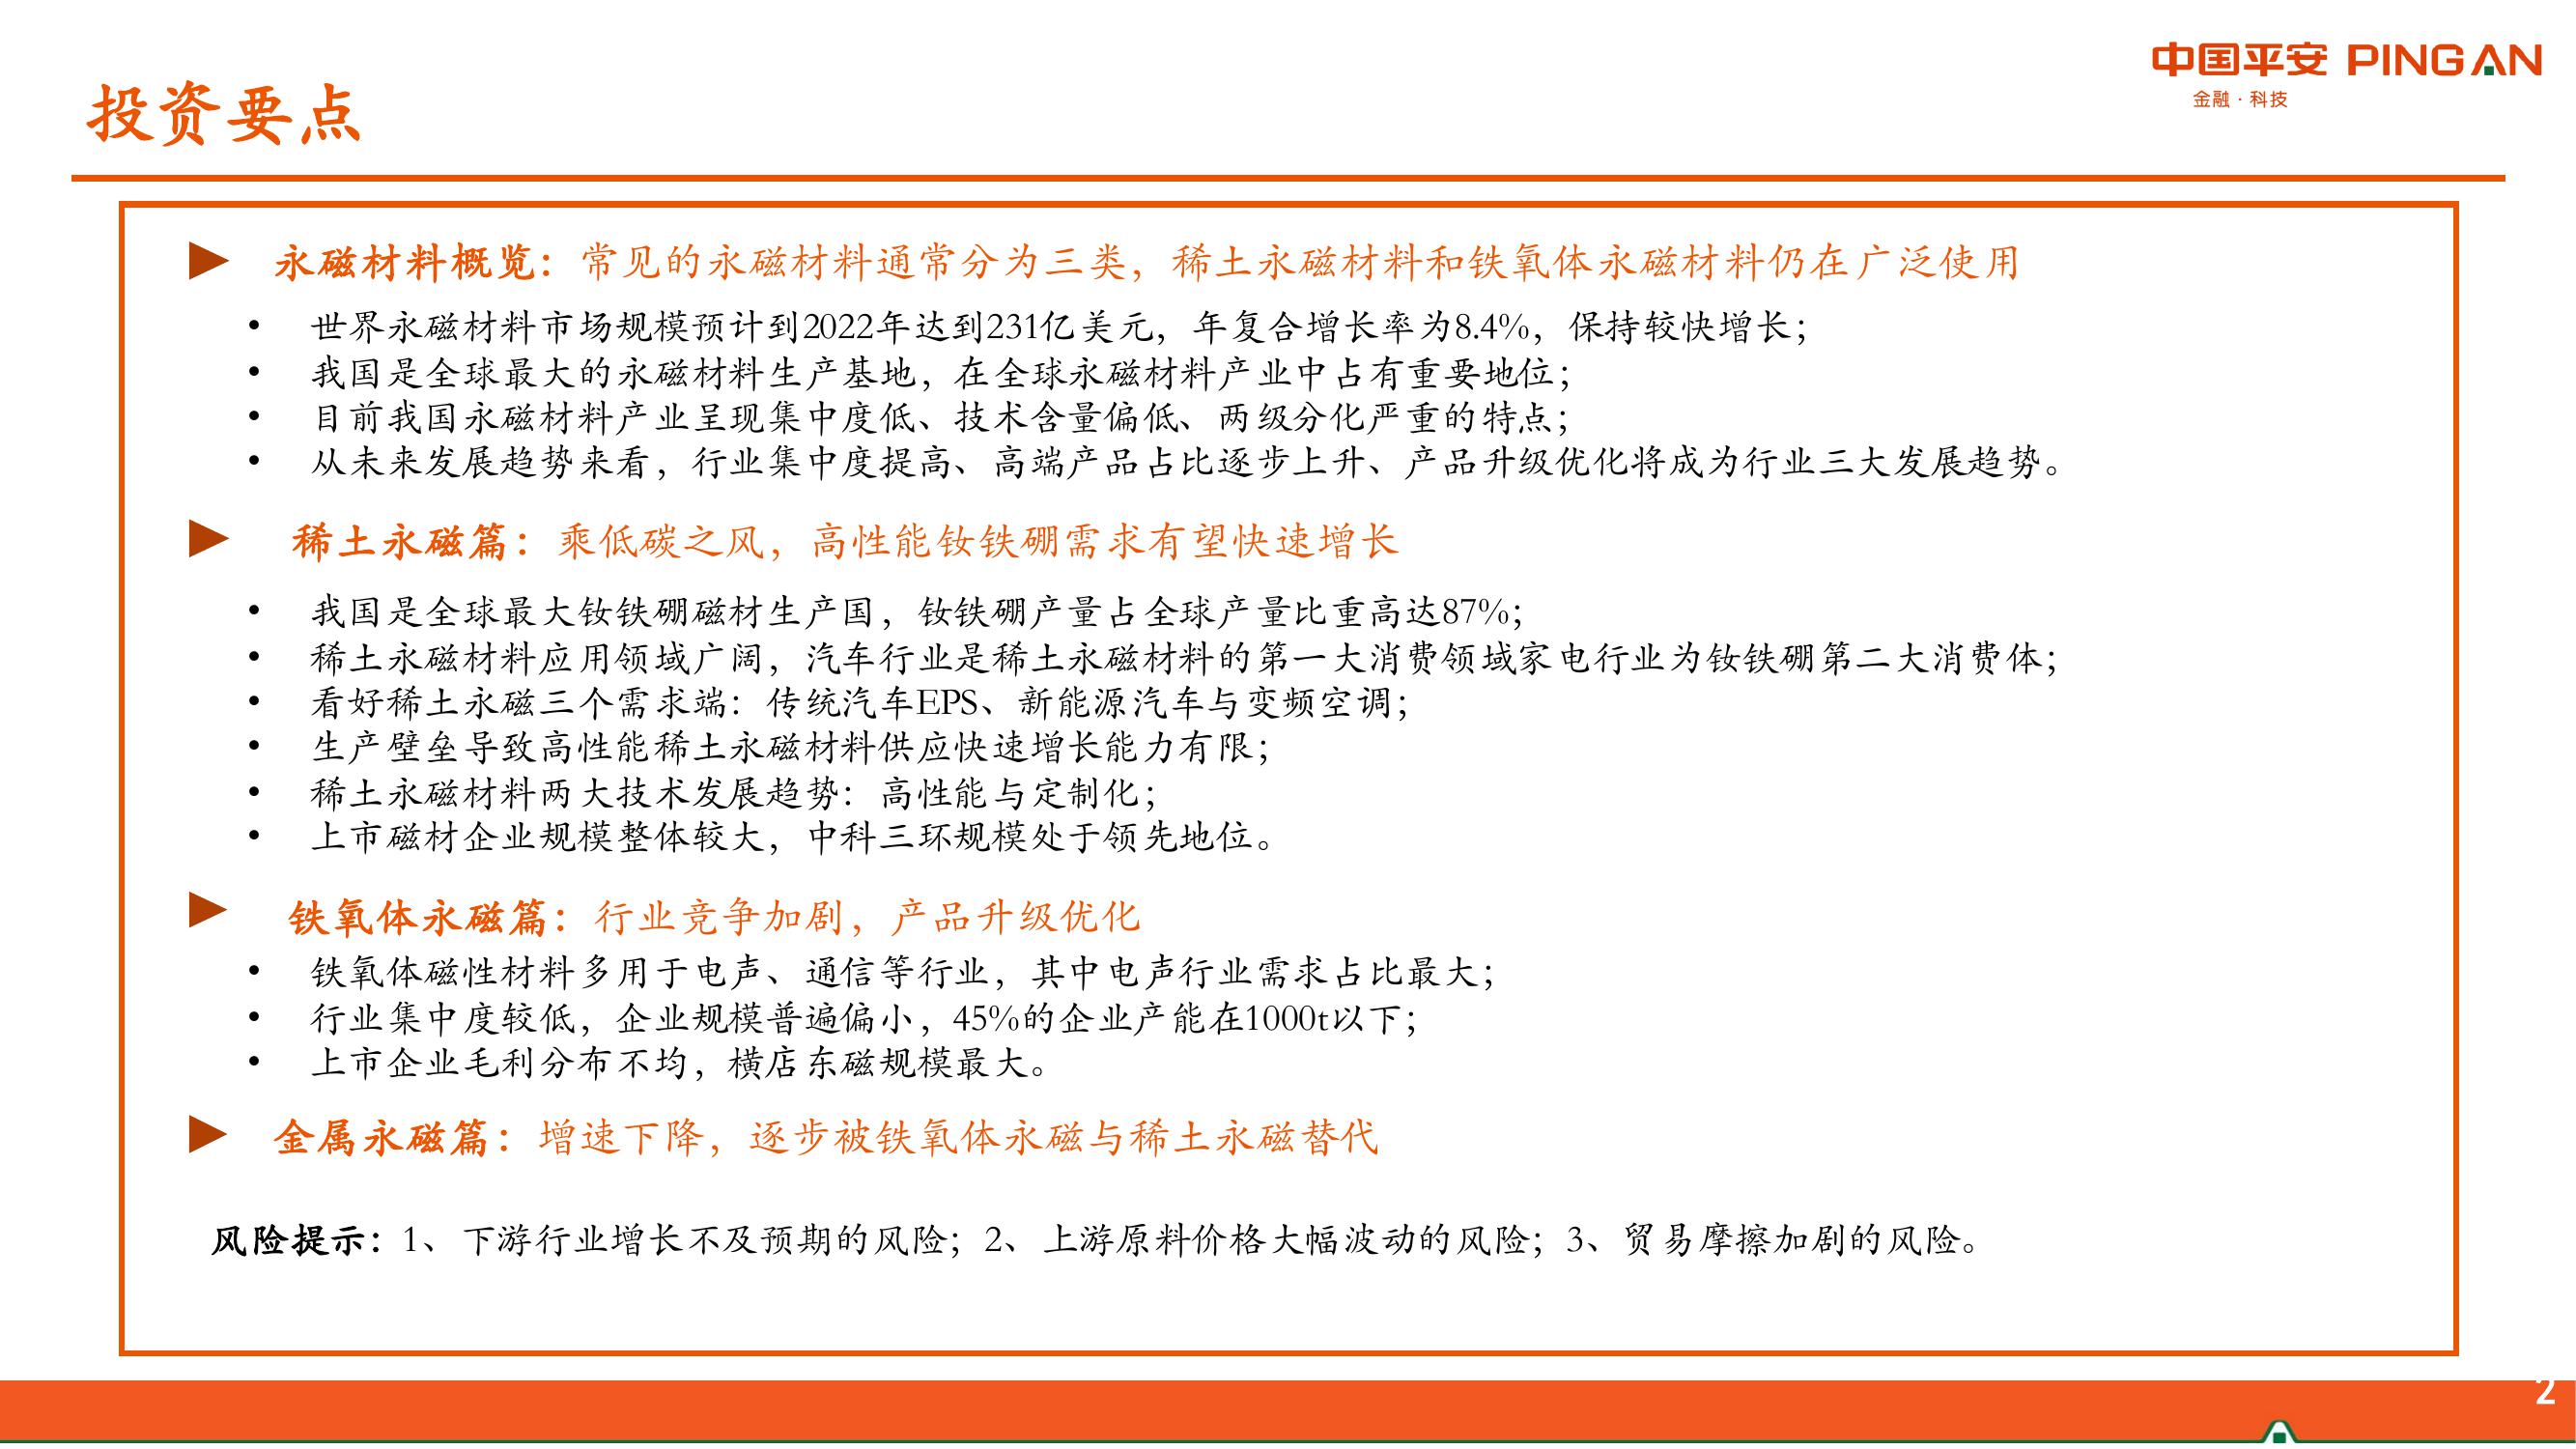 中国平安 PINGAN
金融·科技
投资要点
永磁材料概览：常见的永磁材料通常分为三类，稀土永磁材料和铁氧体永磁材料仍在广泛使用
• 世界永磁材料市场规模预计到2022年达到231亿美元，年复合增长率为8.4%，保持较快增长；
• 我国是全球最大的永磁材料生产基地，在全球永磁材料产业中占有重要地位；
• 目前我国永磁材料产业呈现集中度低、技术含量偏低、两级分化严重的特点；
• 从未来发展趋势来看，行业集中度提高、高端产品占比逐步上升、产品升级优化将成为行业三大发展趋势。
稀土永磁篇：乘低碳之风，高性能钕铁硼需求有望快速增长
• 我国是全球最大钕铁硼磁材生产国，钕铁硼产量占全球产量比重高达87%；
• 稀土永磁材料应用领域广阔，汽车行业是稀土永磁材料的第一大消费领域家电行业为钕铁硼第二大消费体；
• 看好稀土永磁三个需求端：传统汽车EPS、新能源汽车与变频空调；
• 生产壁垒导致高性能稀土永磁材料供应快速增长能力有限；
• 稀土永磁材料两大技术发展趋势：高性能与定制化；
• 上市磁材企业规模整体较大，中科三环规模处于领先地位。
铁氧体永磁篇：行业竞争加剧，产品升级优化
• 铁氧体磁性材料多用于电声、通信等行业，其中电声行业需求占比最大；
• 行业集中度较低，企业规模普遍偏小，45%的企业产能在1000t以下；
• 上市企业毛利分布不均，横店东磁规模最大。
金属永磁篇：增速下降，逐步被铁氧体永磁与稀土永磁替代
风险提示：1、下游行业增长不及预期的风险；2、上游原料价格大幅波动的风险；3、贸易摩擦加剧的风险。
2